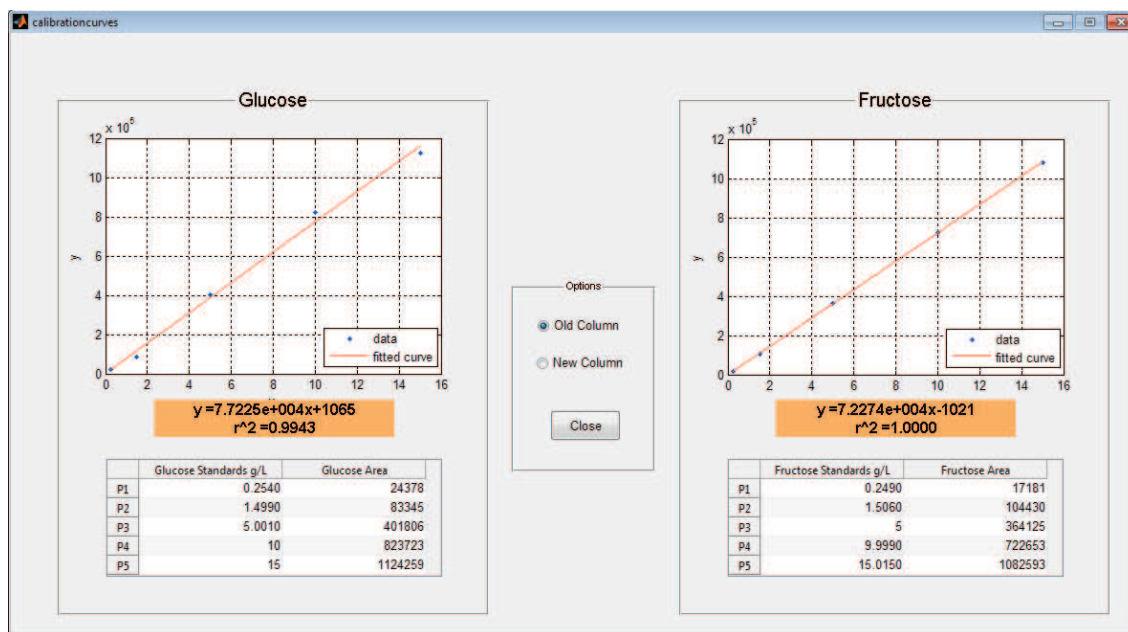 calibrationcurves
Glucose
x 10^5
12
10
8
6
4
2
0
y
0 2 4 6 8 10 12 14 16
data
fitted curve
y =7.7225e+004x+1065
r^2 =0.9943
Glucose Standards g/L Glucose Area
P1 0.2540 24378
P2 1.4990 83345
P3 5.0010 401806
P4 10 823723
P5 15 1124259
Options
Old Column
New Column
Close
Fructose
x 10^5
12
10
8
6
4
2
0
y
0 2 4 6 8 10 12 14 16
data
fitted curve
y =7.2274e+004x-1021
r^2 =1.0000
Fructose Standards g/L Fructose Area
P1 0.2490 17181
P2 1.5060 104430
P3 5 364125
P4 9.9990 722653
P5 15.0150 1082593